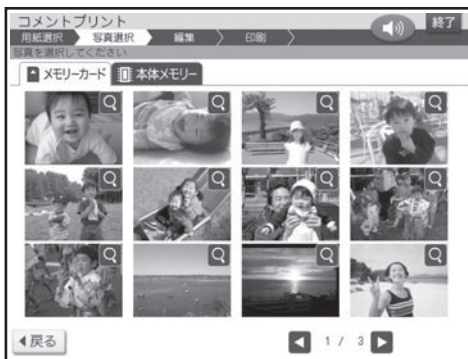 コメントプリント
終了
用紙選択 写真選択 編集 印刷
写真を選択してください
メモリーカード 本体メモリー
戻る 1 / 3